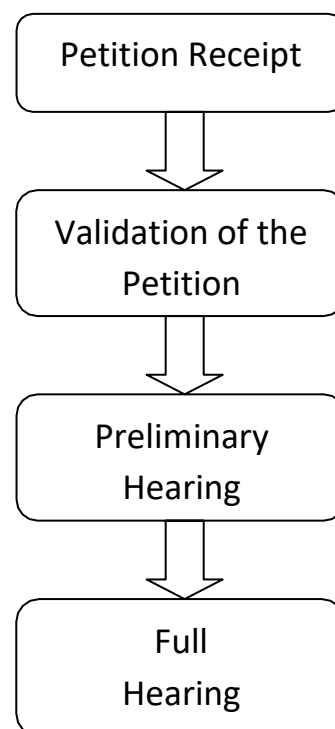 Petition Receipt
Validation of the
Petition
Preliminary
Hearing
Full
Hearing